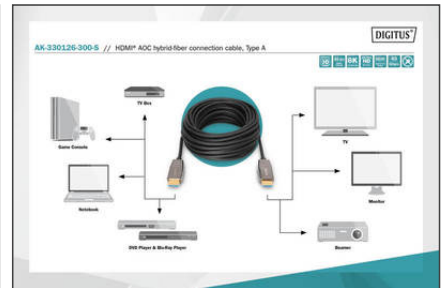 DIGITUS®
AK-330126-300-S // HDMI® AOC hybrid-fiber connection cable, Type A
8K
TV Box
Game Console
TV
Notebook
Monitor
DVD Player & Blu-Ray Player
Beamer